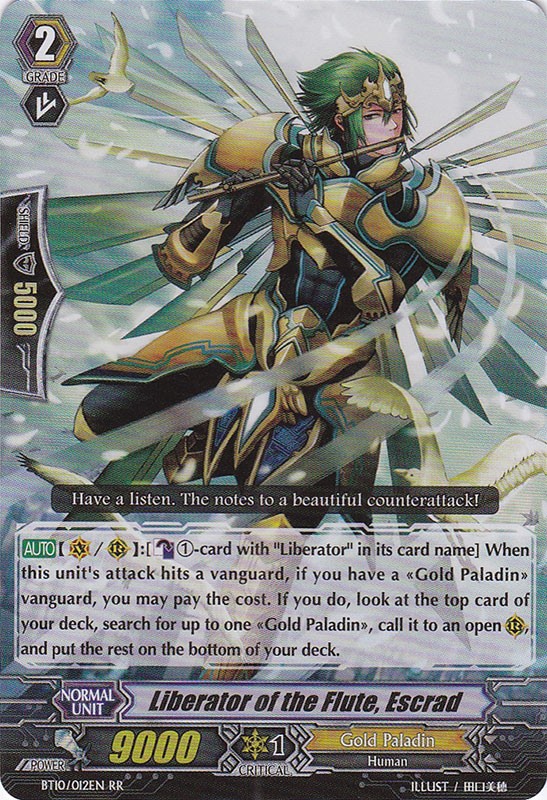 2
GRADE
SHIELD
5000
Have a listen. The notes to a beautiful counterattack!
AUTO【 V / R 】:[①-card with "Liberator" in its card name] When
this unit's attack hits a vanguard, if you have a «Gold Paladin»
vanguard, you may pay the cost. If you do, look at the top card of
your deck, search for up to one «Gold Paladin», call it to an open R,
and put the rest on the bottom of your deck.
NORMAL
UNIT
Liberator of the Flute, Escrad
POWER
9000
1
CRITICAL
Gold Paladin
Human
BT10/012EN RR
ILLUST / 田口美穂